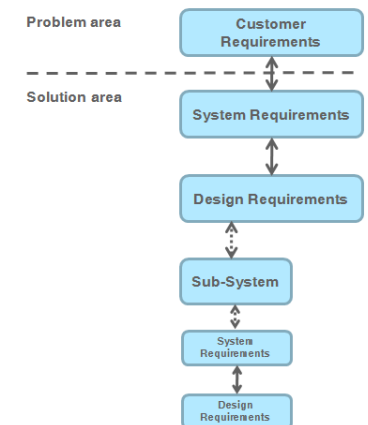 Problem area
Customer
Requirements
Solution area
System Requirements
Design Requirements
Sub-System
System
Requirements
Design
Requirements